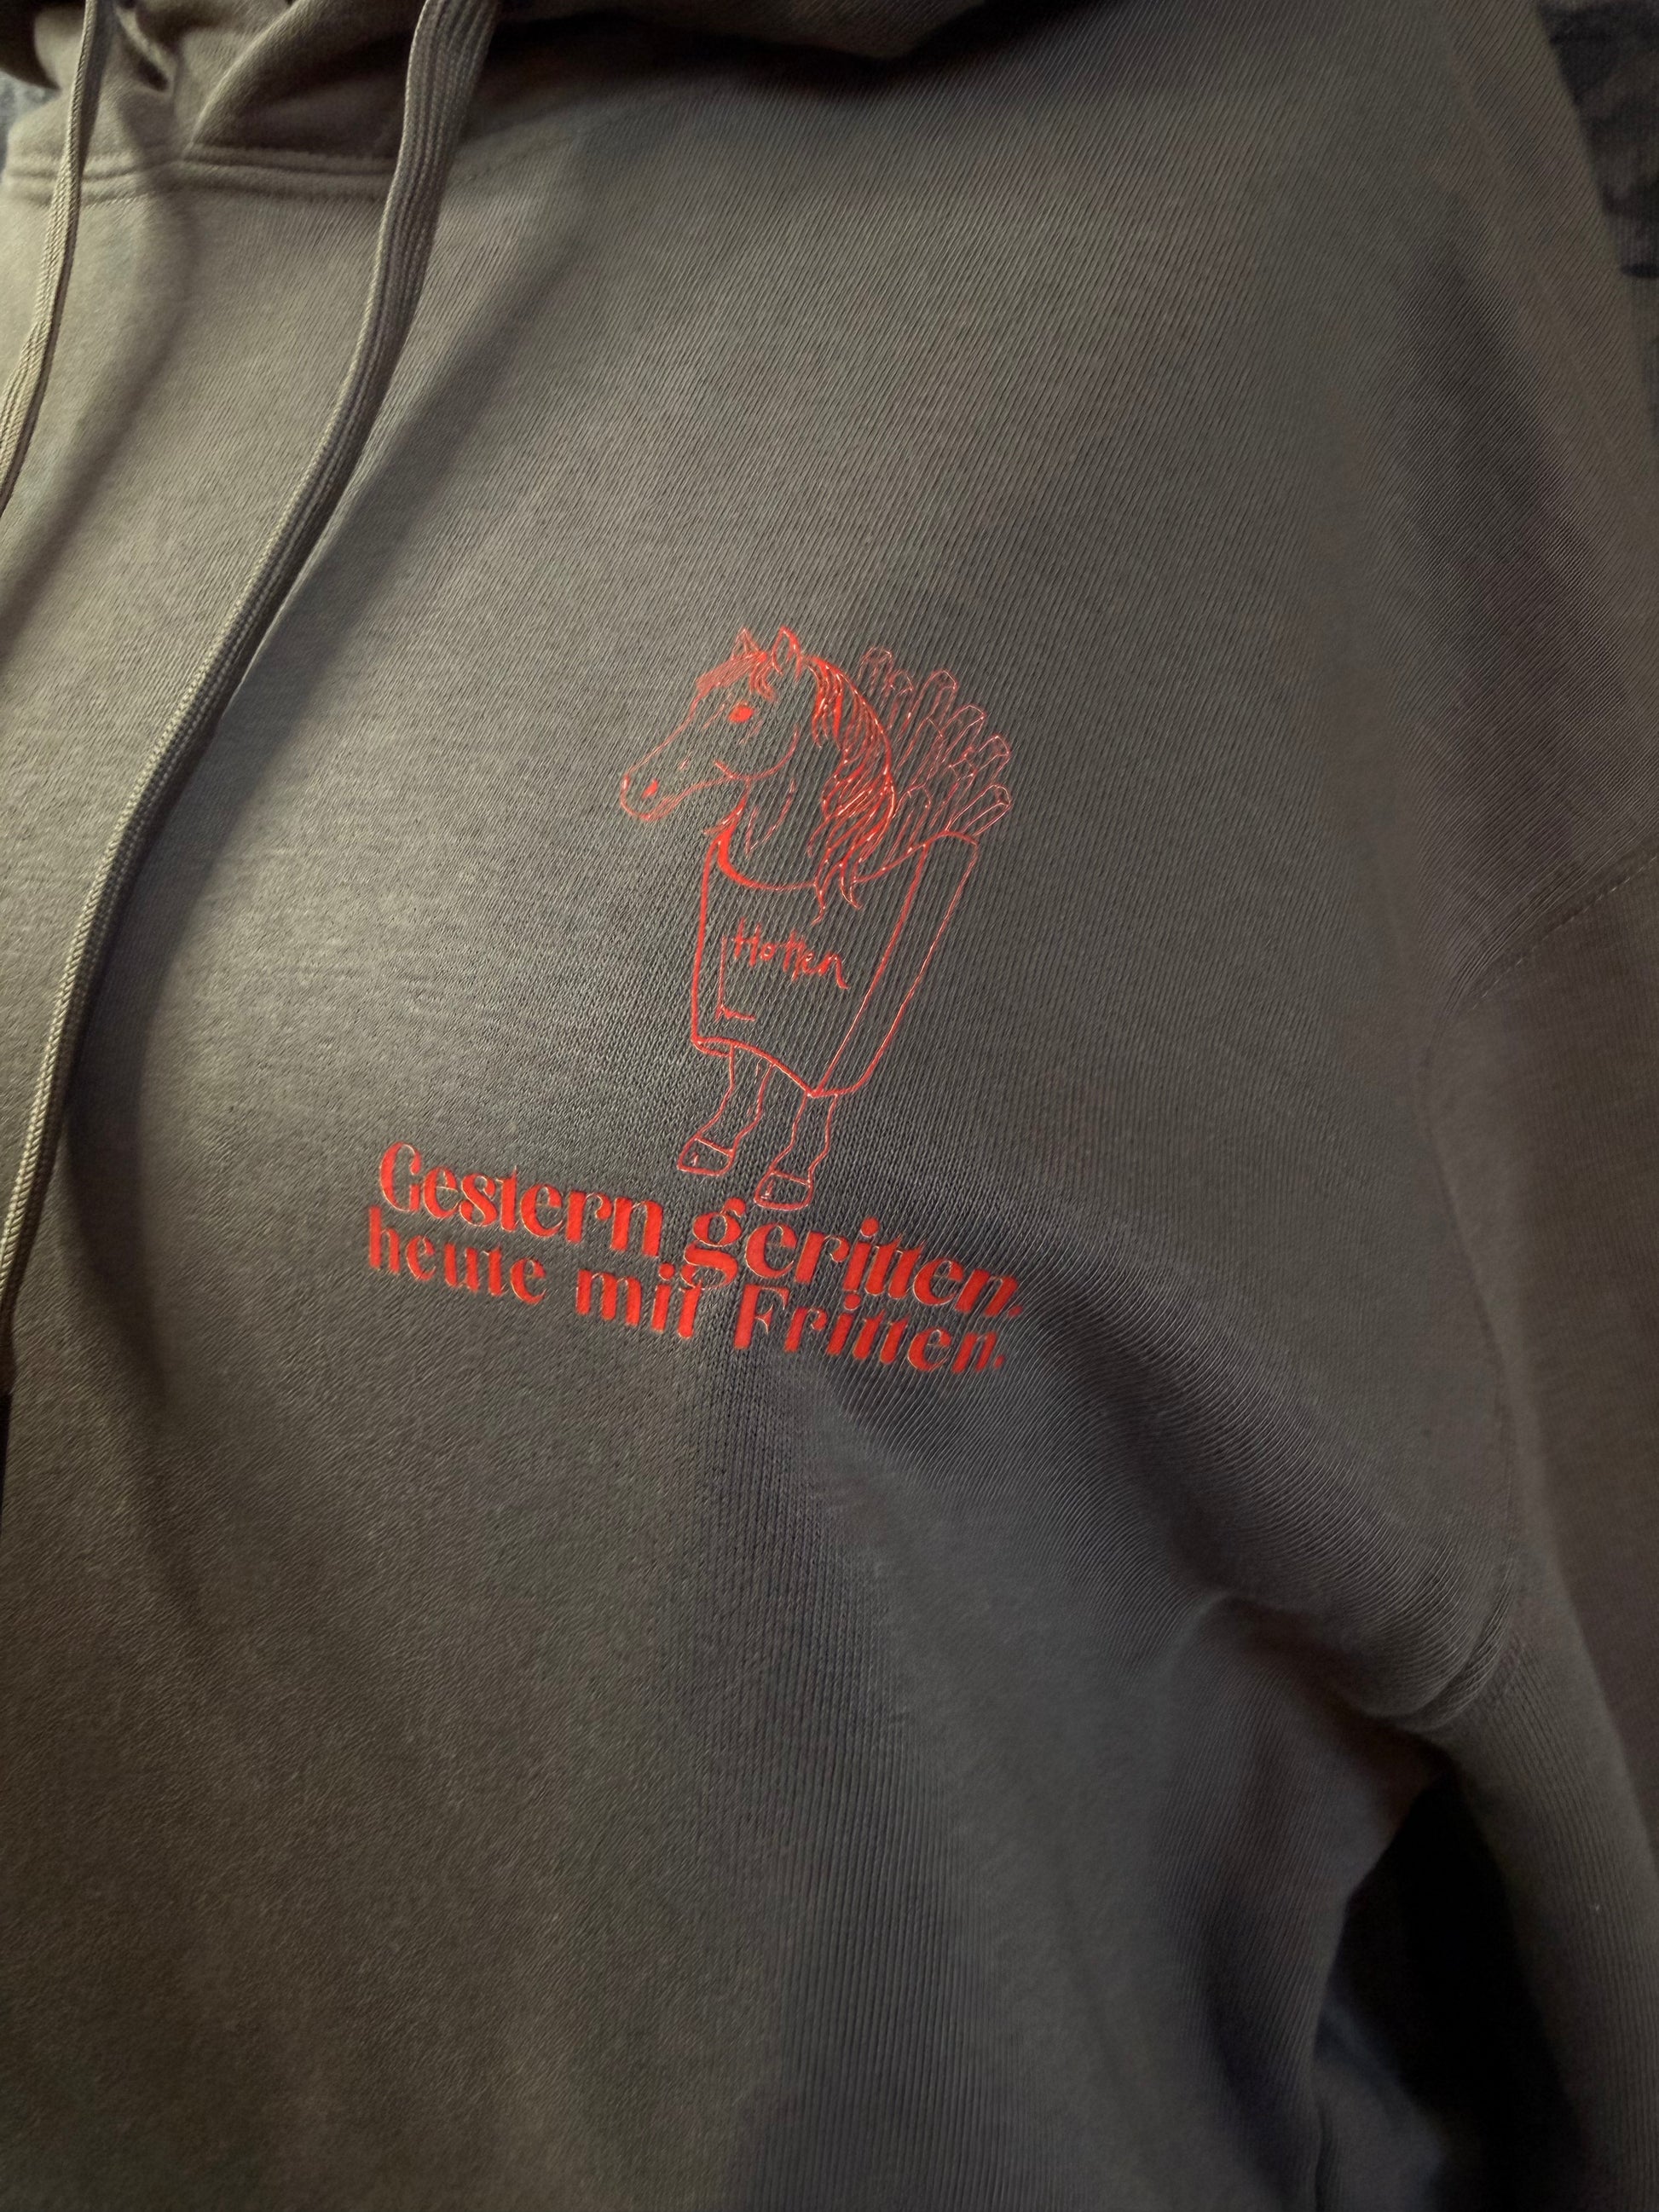 Hotten
Gestern geritten.
heute mit Fritten.